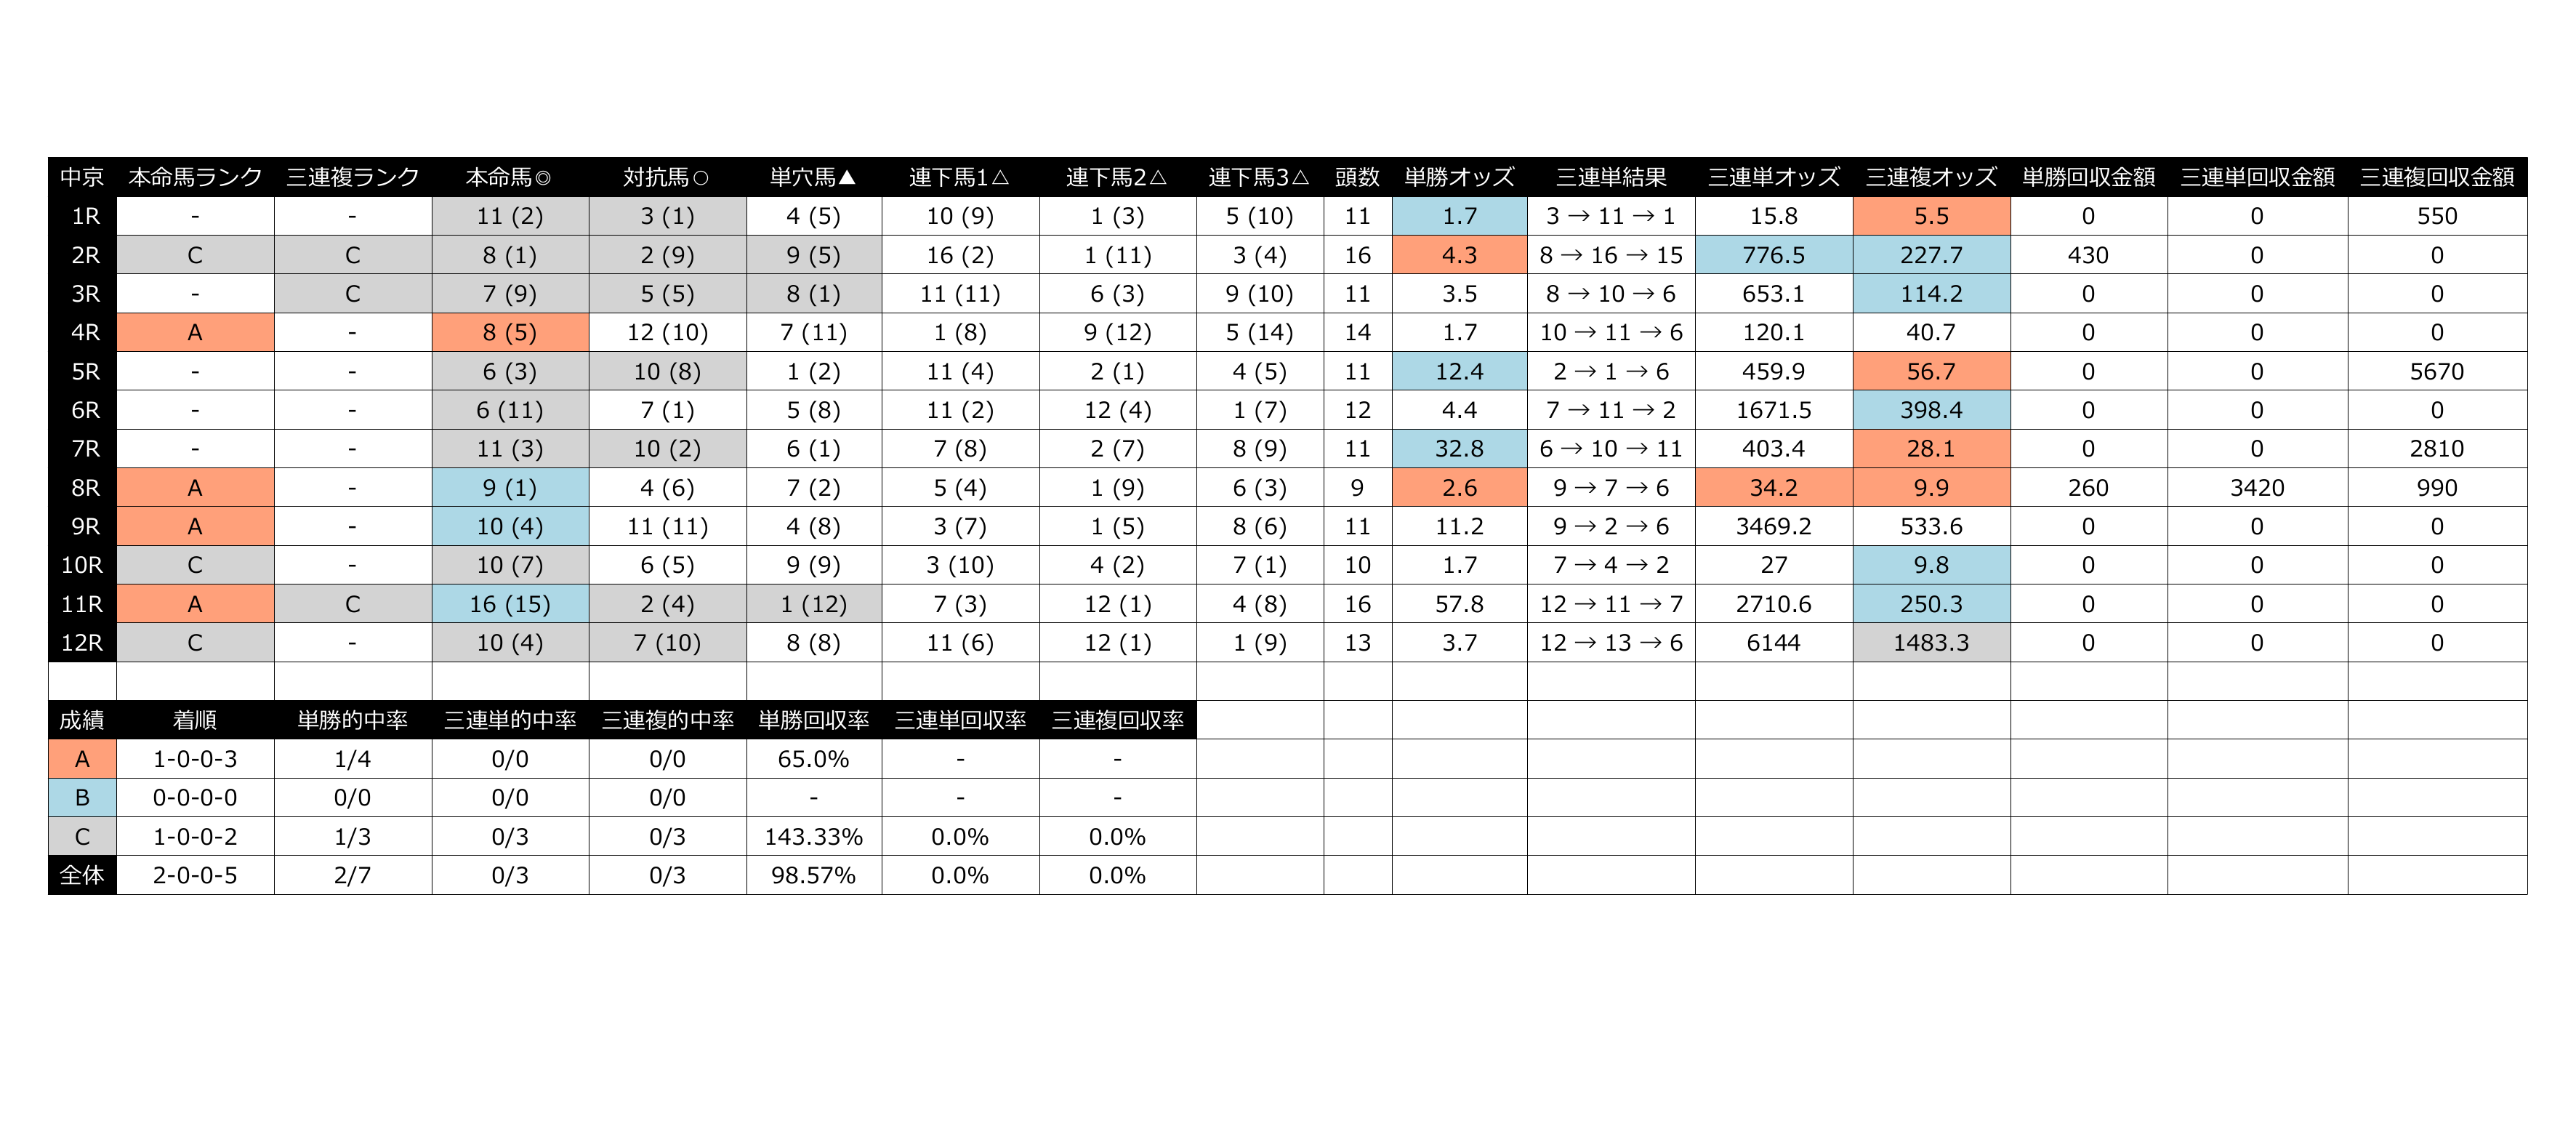 中京 本命馬ランク 三連複ランク 本命馬◎ 対抗馬○ 単穴馬▲ 連下馬1△ 連下馬2△ 連下馬3△ 頭数 単勝オッズ 三連単結果 三連単オッズ 三連複オッズ 単勝回収金額 三連単回収金額 三連複回収金額
1R - - 11 (2) 3 (1) 4 (5) 10 (9) 1 (3) 5 (10) 11 1.7 3 → 11 → 1 15.8 5.5 0 0 550
2R C C 8 (1) 2 (9) 9 (5) 16 (2) 1 (11) 3 (4) 16 4.3 8 → 16 → 15 776.5 227.7 430 0 0
3R - C 7 (9) 5 (5) 8 (1) 11 (11) 6 (3) 9 (10) 11 3.5 8 → 10 → 6 653.1 114.2 0 0 0
4R A - 8 (5) 12 (10) 7 (11) 1 (8) 9 (12) 5 (14) 14 1.7 10 → 11 → 6 120.1 40.7 0 0 0
5R - - 6 (3) 10 (8) 1 (2) 11 (4) 2 (1) 4 (5) 11 12.4 2 → 1 → 6 459.9 56.7 0 0 5670
6R - - 6 (11) 7 (1) 5 (8) 11 (2) 12 (4) 1 (7) 12 4.4 7 → 11 → 2 1671.5 398.4 0 0 0
7R - - 11 (3) 10 (2) 6 (1) 7 (8) 2 (7) 8 (9) 11 32.8 6 → 10 → 11 403.4 28.1 0 0 2810
8R A - 9 (1) 4 (6) 7 (2) 5 (4) 1 (9) 6 (3) 9 2.6 9 → 7 → 6 34.2 9.9 260 3420 990
9R A - 10 (4) 11 (11) 4 (8) 3 (7) 1 (5) 8 (6) 11 11.2 9 → 2 → 6 3469.2 533.6 0 0 0
10R C - 10 (7) 6 (5) 9 (9) 3 (10) 4 (2) 7 (1) 10 1.7 7 → 4 → 2 27 9.8 0 0 0
11R A C 16 (15) 2 (4) 1 (12) 7 (3) 12 (1) 4 (8) 16 57.8 12 → 11 → 7 2710.6 250.3 0 0 0
12R C - 10 (4) 7 (10) 8 (8) 11 (6) 12 (1) 1 (9) 13 3.7 12 → 13 → 6 6144 1483.3 0 0 0
成績 着順 単勝的中率 三連単的中率 三連複的中率 単勝回収率 三連単回収率 三連複回収率
A 1-0-0-3 1/4 0/0 0/0 65.0% - -
B 0-0-0-0 0/0 0/0 0/0 - - -
C 1-0-0-2 1/3 0/3 0/3 143.33% 0.0% 0.0%
全体 2-0-0-5 2/7 0/3 0/3 98.57% 0.0% 0.0%